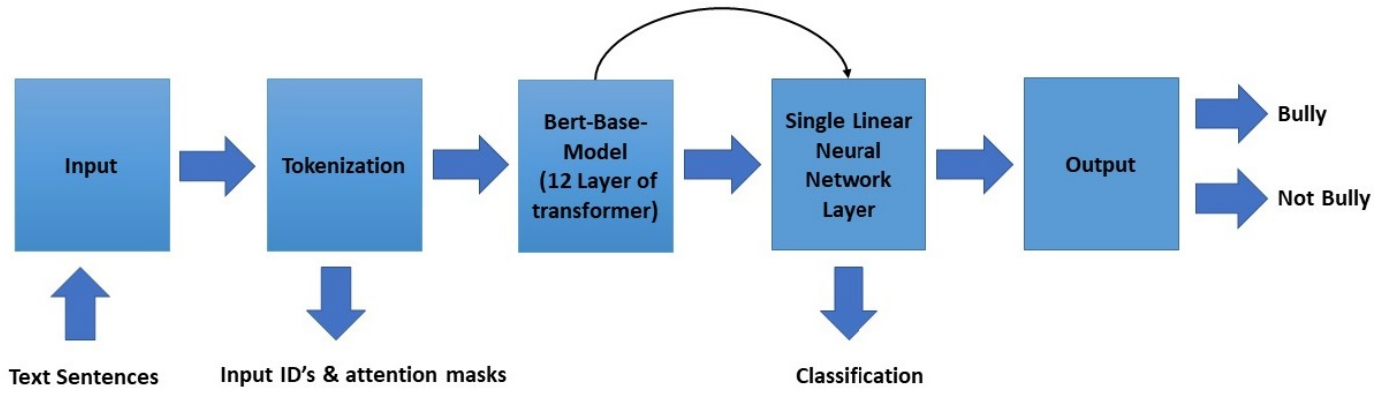 Input
Tokenization
Bert-Base-
Model
(12 Layer of
transformer)
Single Linear
Neural
Network
Layer
Output
Bully
Not Bully
Text Sentences
Input ID’s & attention masks
Classification